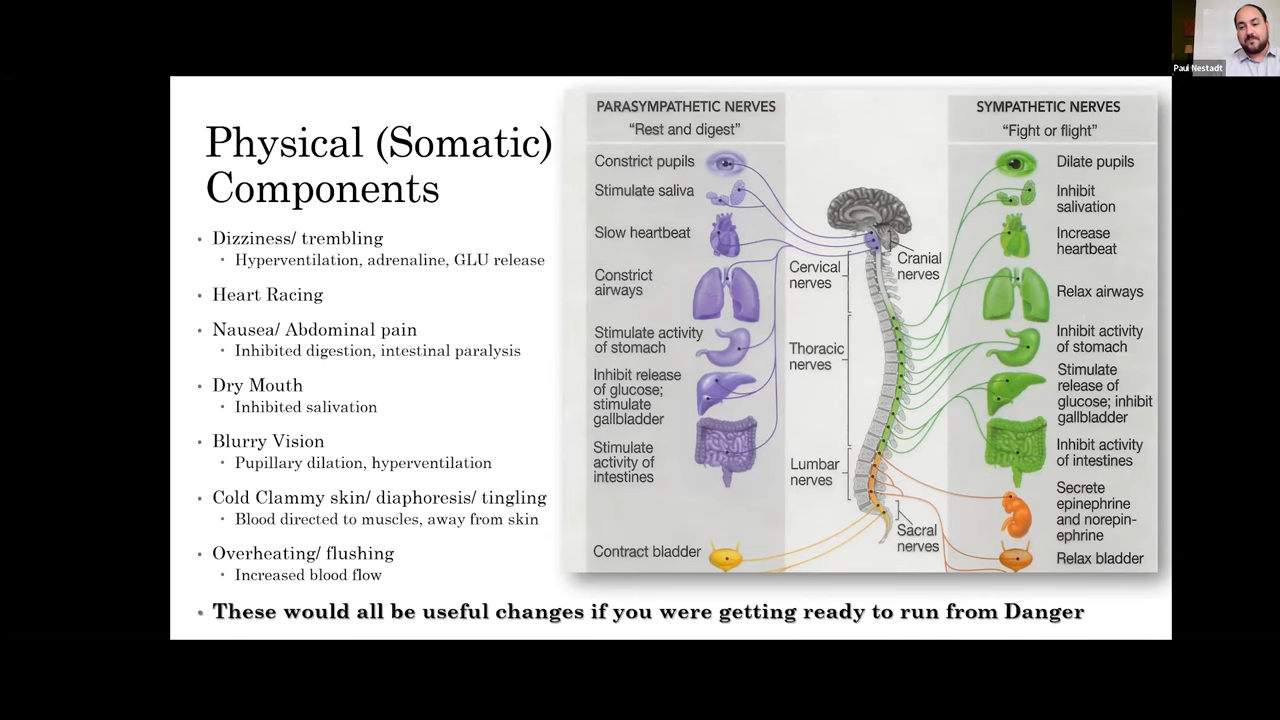 Paul Nestadt
Physical (Somatic)
Components
• Dizziness/ trembling
• Hyperventilation, adrenaline, GLU release
• Heart Racing
• Nausea/ Abdominal pain
• Inhibited digestion, intestinal paralysis
• Dry Mouth
• Inhibited salivation
• Blurry Vision
• Pupillary dilation, hyperventilation
• Cold Clammy skin/ diaphoresis/ tingling
• Blood directed to muscles, away from skin
• Overheating/ flushing
• Increased blood flow
• These would all be useful changes if you were getting ready to run from Danger
PARASYMPATHETIC NERVES
“Rest and digest”
Constrict pupils
Stimulate saliva
Slow heartbeat
Constrict
airways
Stimulate activity
of stomach
Inhibit release
of glucose;
stimulate
gallbladder
Stimulate
activity of
intestines
Contract bladder
Cranial
nerves
Cervical
nerves
Thoracic
nerves
Lumbar
nerves
Sacral
nerves
SYMPATHETIC NERVES
“Fight or flight”
Dilate pupils
Inhibit
salivation
Increase
heartbeat
Relax airways
Inhibit activity
of stomach
Stimulate
release of
glucose; inhibit
gallbladder
Inhibit activity
of intestines
Secrete
epinephrine
and norepin-
ephrine
Relax bladder